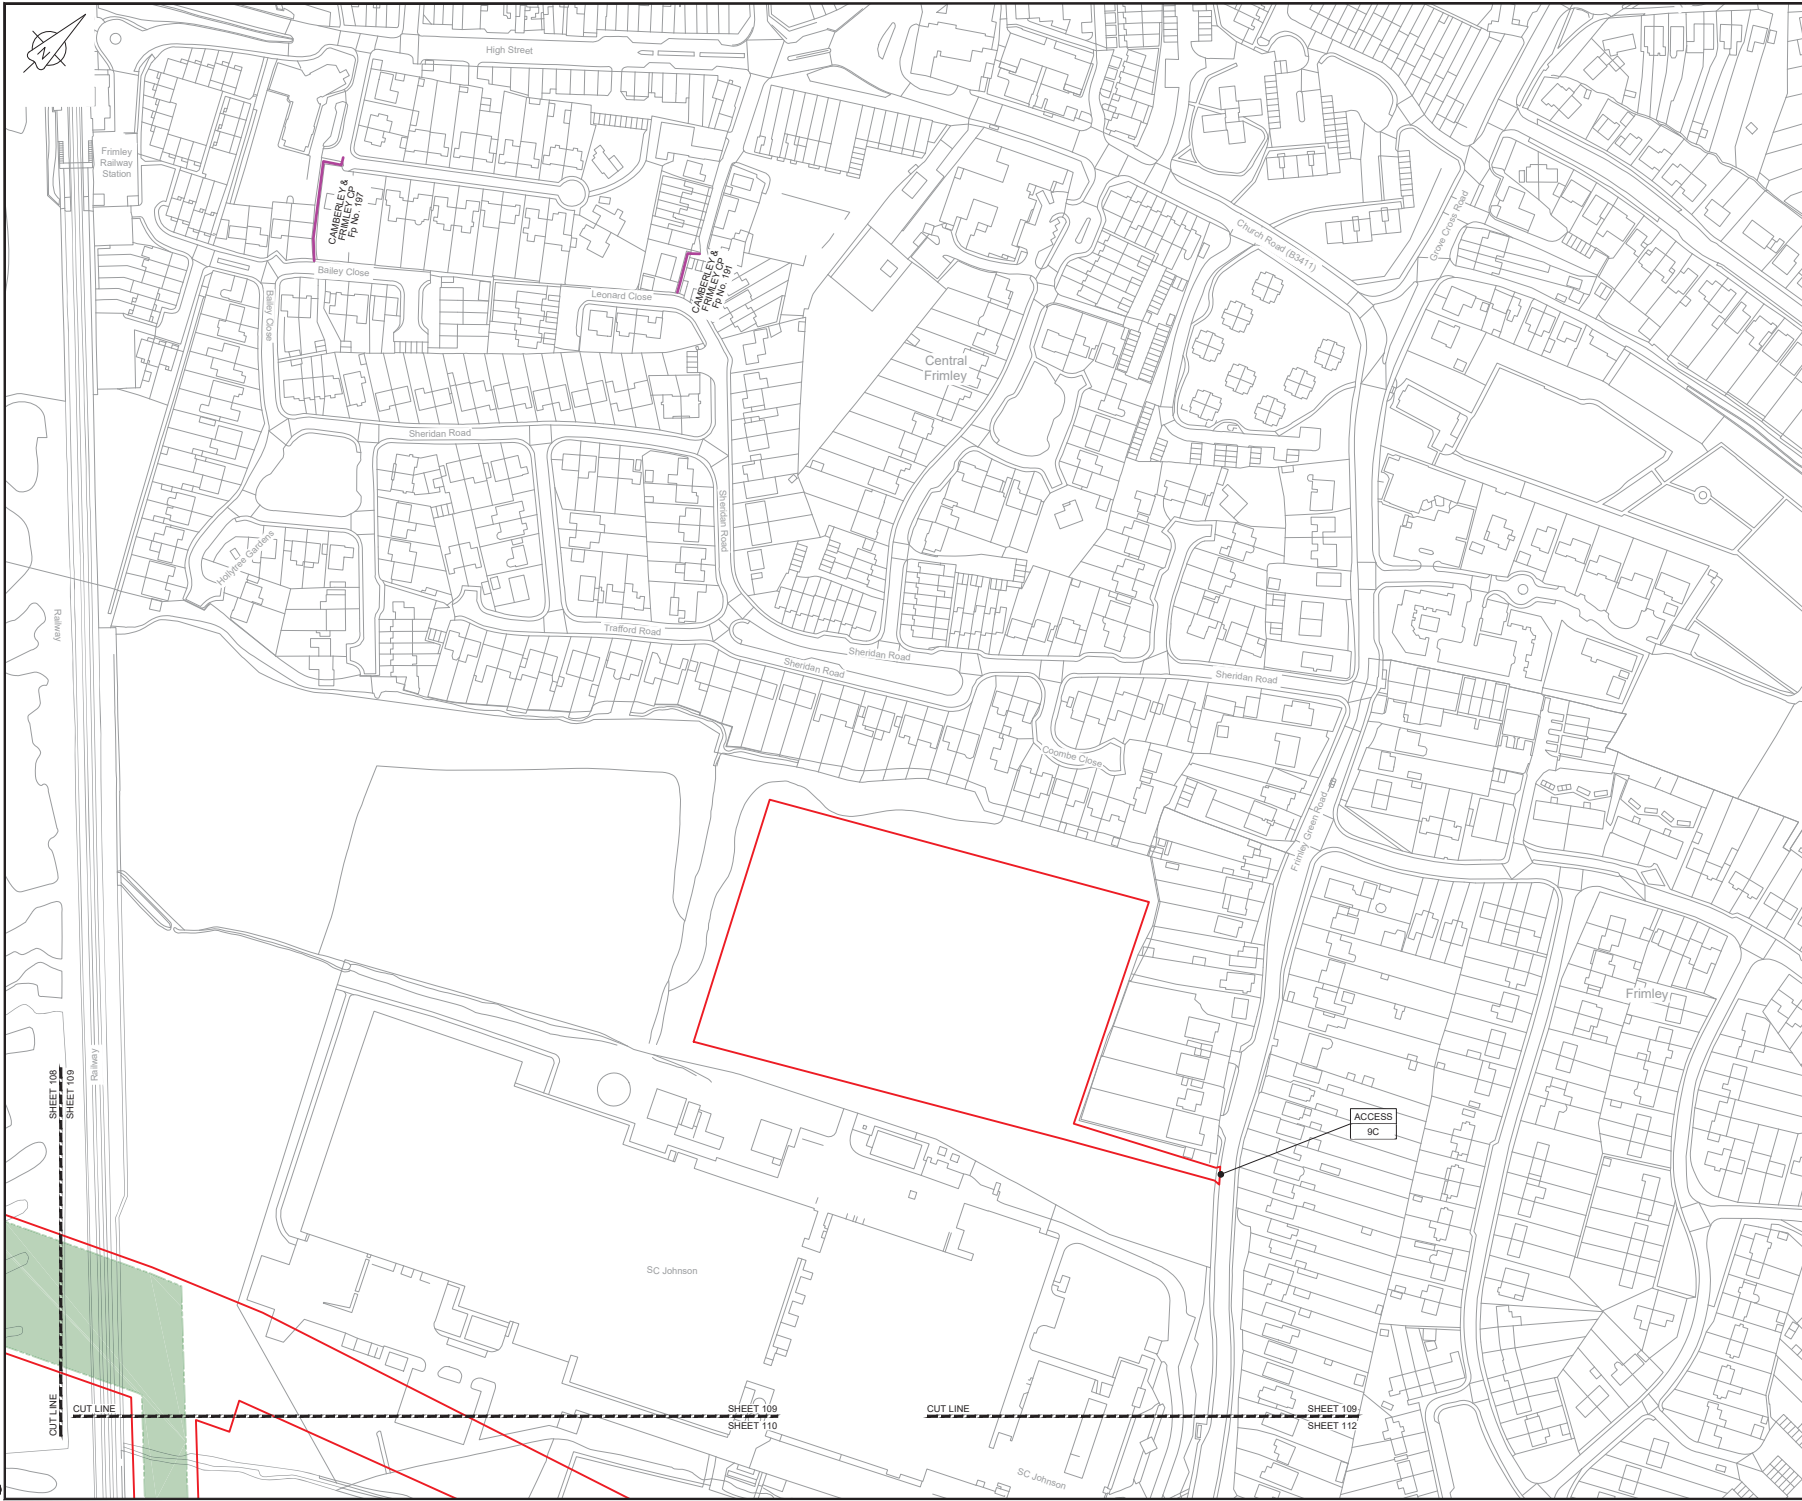 N
High Street
Frimley
Railway
Station
CAMBERLEY &
FRIMLEY CP
Fp No. 197
CAMBERLEY &
FRIMLEY CP
Fp No. 191
Church Road (B3411)
Grove Cross Road
Bailey Close
Bailey Close
Leonard Close
Central
Frimley
Sheridan Road
Sheridan Road
Hollytree Gardens
Railway
Trafford Road
Sheridan Road
Sheridan Road
Sheridan Road
Coombe Close
Frimley Green Road
Frimley
Railway
SHEET 108
SHEET 109
ACCESS
9C
SC Johnson
CUT LINE
CUT LINE
SHEET 109
SHEET 110
CUT LINE
SHEET 109
SHEET 112
SC Johnson